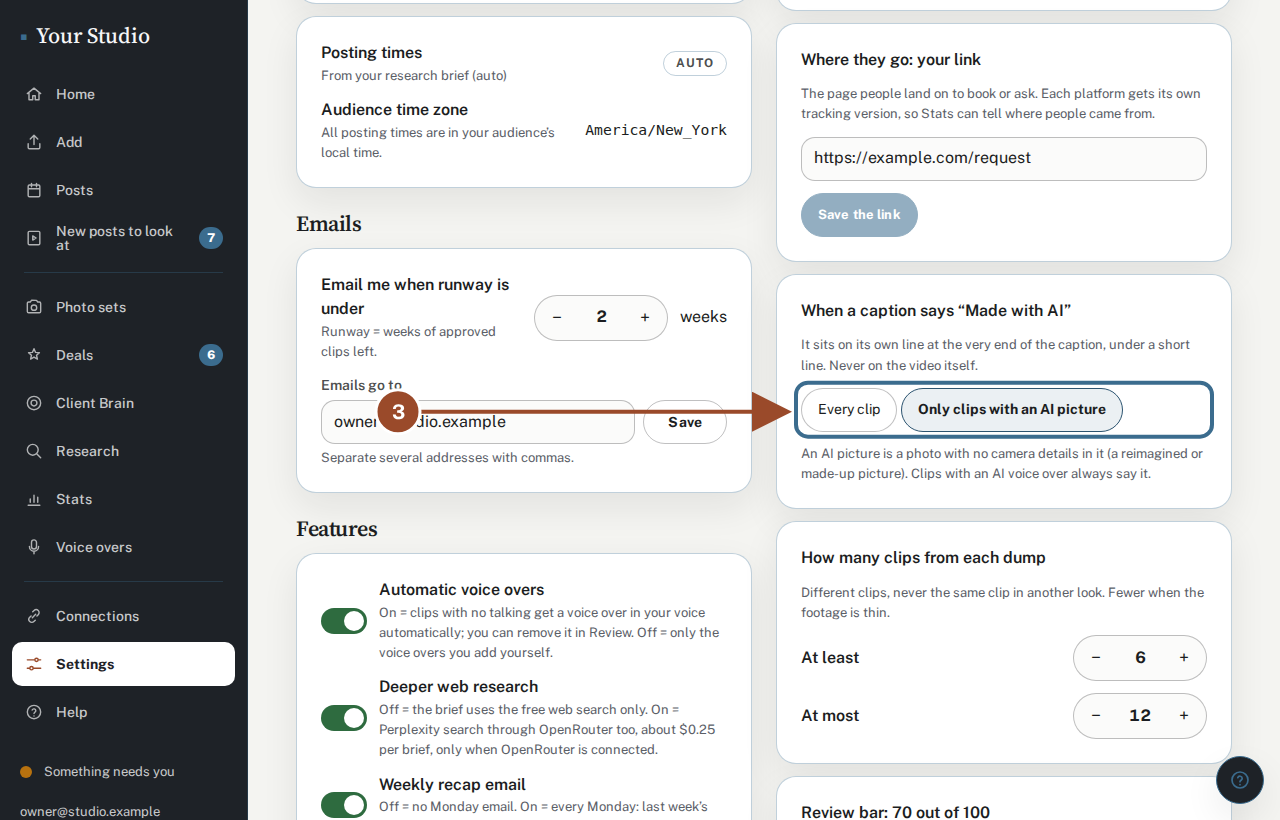 Your Studio
Home
Add
Posts
New posts to look
at
7
Photo sets
Deals
6
Client Brain
Research
Stats
Voice overs
Connections
Settings
Help
Something needs you
owner@studio.example
Posting times
From your research brief (auto)
AUTO
Audience time zone
All posting times are in your audience's
local time.
America/New_York
Emails
Email me when runway is
under
Runway = weeks of approved
clips left.
− 2 +
weeks
Emails go to
3
Save
Separate several addresses with commas.
Features
Automatic voice overs
On = clips with no talking get a voice over in your voice
automatically; you can remove it in Review. Off = only the
voice overs you add yourself.
Deeper web research
Off = the brief uses the free web search only. On =
Perplexity search through OpenRouter too, about $0.25
per brief, only when OpenRouter is connected.
Weekly recap email
Off = no Monday email. On = every Monday: last week's
Where they go: your link
The page people land on to book or ask. Each platform gets its own
tracking version, so Stats can tell where people came from.
https://example.com/request
Save the link
When a caption says “Made with AI”
It sits on its own line at the very end of the caption, under a short
line. Never on the video itself.
Every clip
Only clips with an AI picture
An AI picture is a photo with no camera details in it (a reimagined or
made-up picture). Clips with an AI voice over always say it.
How many clips from each dump
Different clips, never the same clip in another look. Fewer when the
footage is thin.
At least
− 6 +
At most
− 12 +
Review bar: 70 out of 100